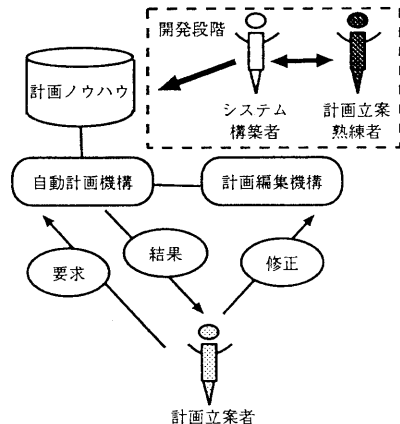 開発段階
計画ノウハウ
システム
構築者
計画立案
熟練者
自動計画機構
計画編集機構
要求
結果
修正
計画立案者